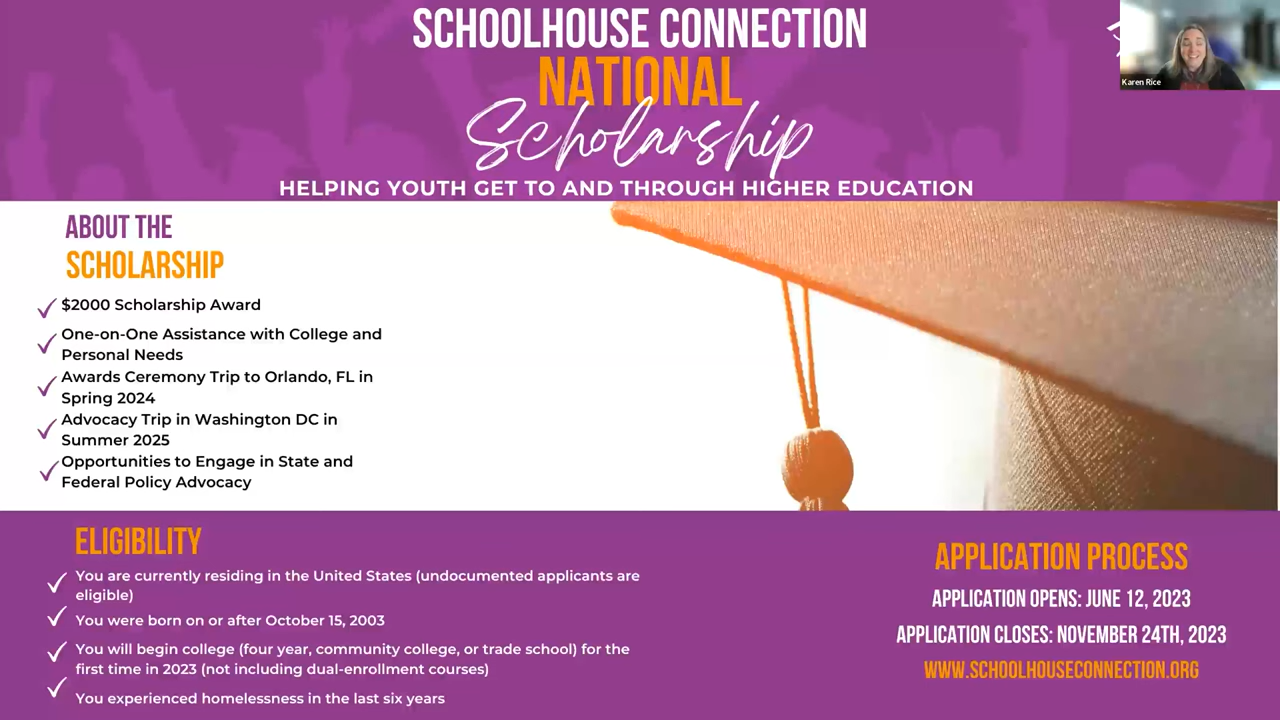 SCHOOLHOUSE CONNECTION
NATIONAL
Scholarship
HELPING YOUTH GET TO AND THROUGH HIGHER EDUCATION
Karen Rice
ABOUT THE
SCHOLARSHIP
$2000 Scholarship Award
One-on-One Assistance with College and
Personal Needs
Awards Ceremony Trip to Orlando, FL in
Spring 2024
Advocacy Trip in Washington DC in
Summer 2025
Opportunities to Engage in State and
Federal Policy Advocacy
ELIGIBILITY
You are currently residing in the United States (undocumented applicants are
eligible)
You were born on or after October 15, 2003
You will begin college (four year, community college, or trade school) for the
first time in 2023 (not including dual-enrollment courses)
You experienced homelessness in the last six years
APPLICATION PROCESS
APPLICATION OPENS: JUNE 12, 2023
APPLICATION CLOSES: NOVEMBER 24TH, 2023
WWW.SCHOOLHOUSECONNECTION.ORG